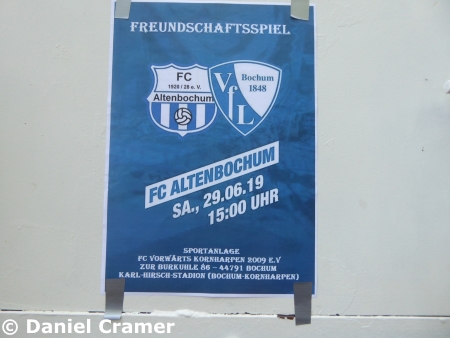 FREUNDSCHAFTSSPIEL
FC
1920 / 26 e. V.
Altenbochum
VfL
Bochum
1848
FC ALTENBOCHUM
SA., 29.06.19
15:00 UHR
SPORTANLAGE
FC VORWÄRTS KORNHARPEN 2009 E.V
ZUR BURKUHLE 86 - 44791 BOCHUM
KARL-HIRSCH-STADION (BOCHUM-KORNHARPEN)
© Daniel Cramer